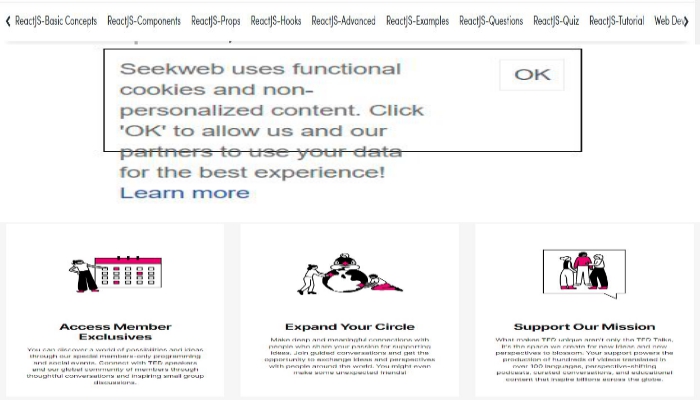 ReactJS-Basic Concepts ReactJS-Components ReactJS-Props ReactJS-Hooks ReactJS-Advanced ReactJS-Examples ReactJS-Questions ReactJS-Quiz ReactJS-Tutorial Web Dev
Seekweb uses functional
cookies and non-
personalized content. Click
'OK' to allow us and our
partners to use your data
for the best experience!
Learn more
OK
Access Member
Exclusives
You can discover a world of possibilities and ideas
through our special members-only programming
and social events. Connect with TED speakers
and our global community of members through
thoughtful conversations and inspiring small group
discussions.
Expand Your Circle
Make deep and meaningful connections with
people who share your passion for supporting
ideas. Join guided conversations and get the
opportunity to exchange ideas and perspectives
with people around the world. You might even
make some unexpected friends!
Support Our Mission
What makes TED unique aren't only the TED Talks,
it's the space we create for new ideas, and new
perspectives to blossom. Your support powers the
production of hundreds of videos translated in
over 100 languages, perspective-shifting
podcasts, curated conversations, and educational
content that inspire billions across the globe.